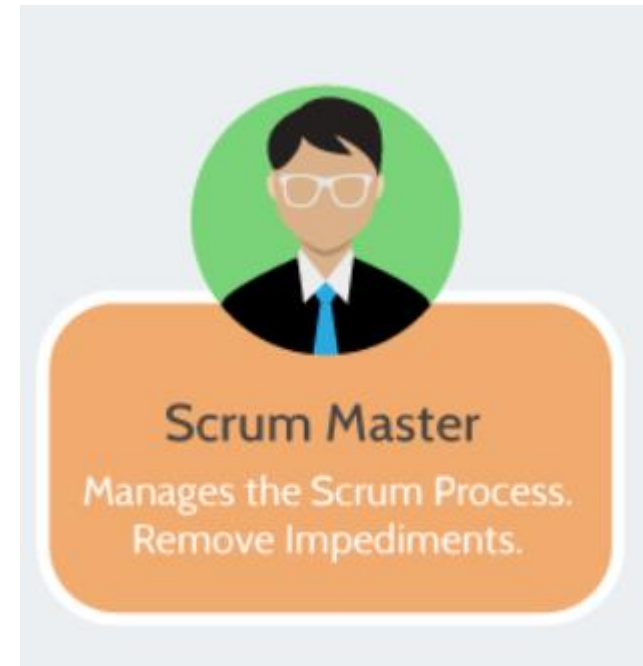 Scrum Master
Manages the Scrum Process.
Remove Impediments.